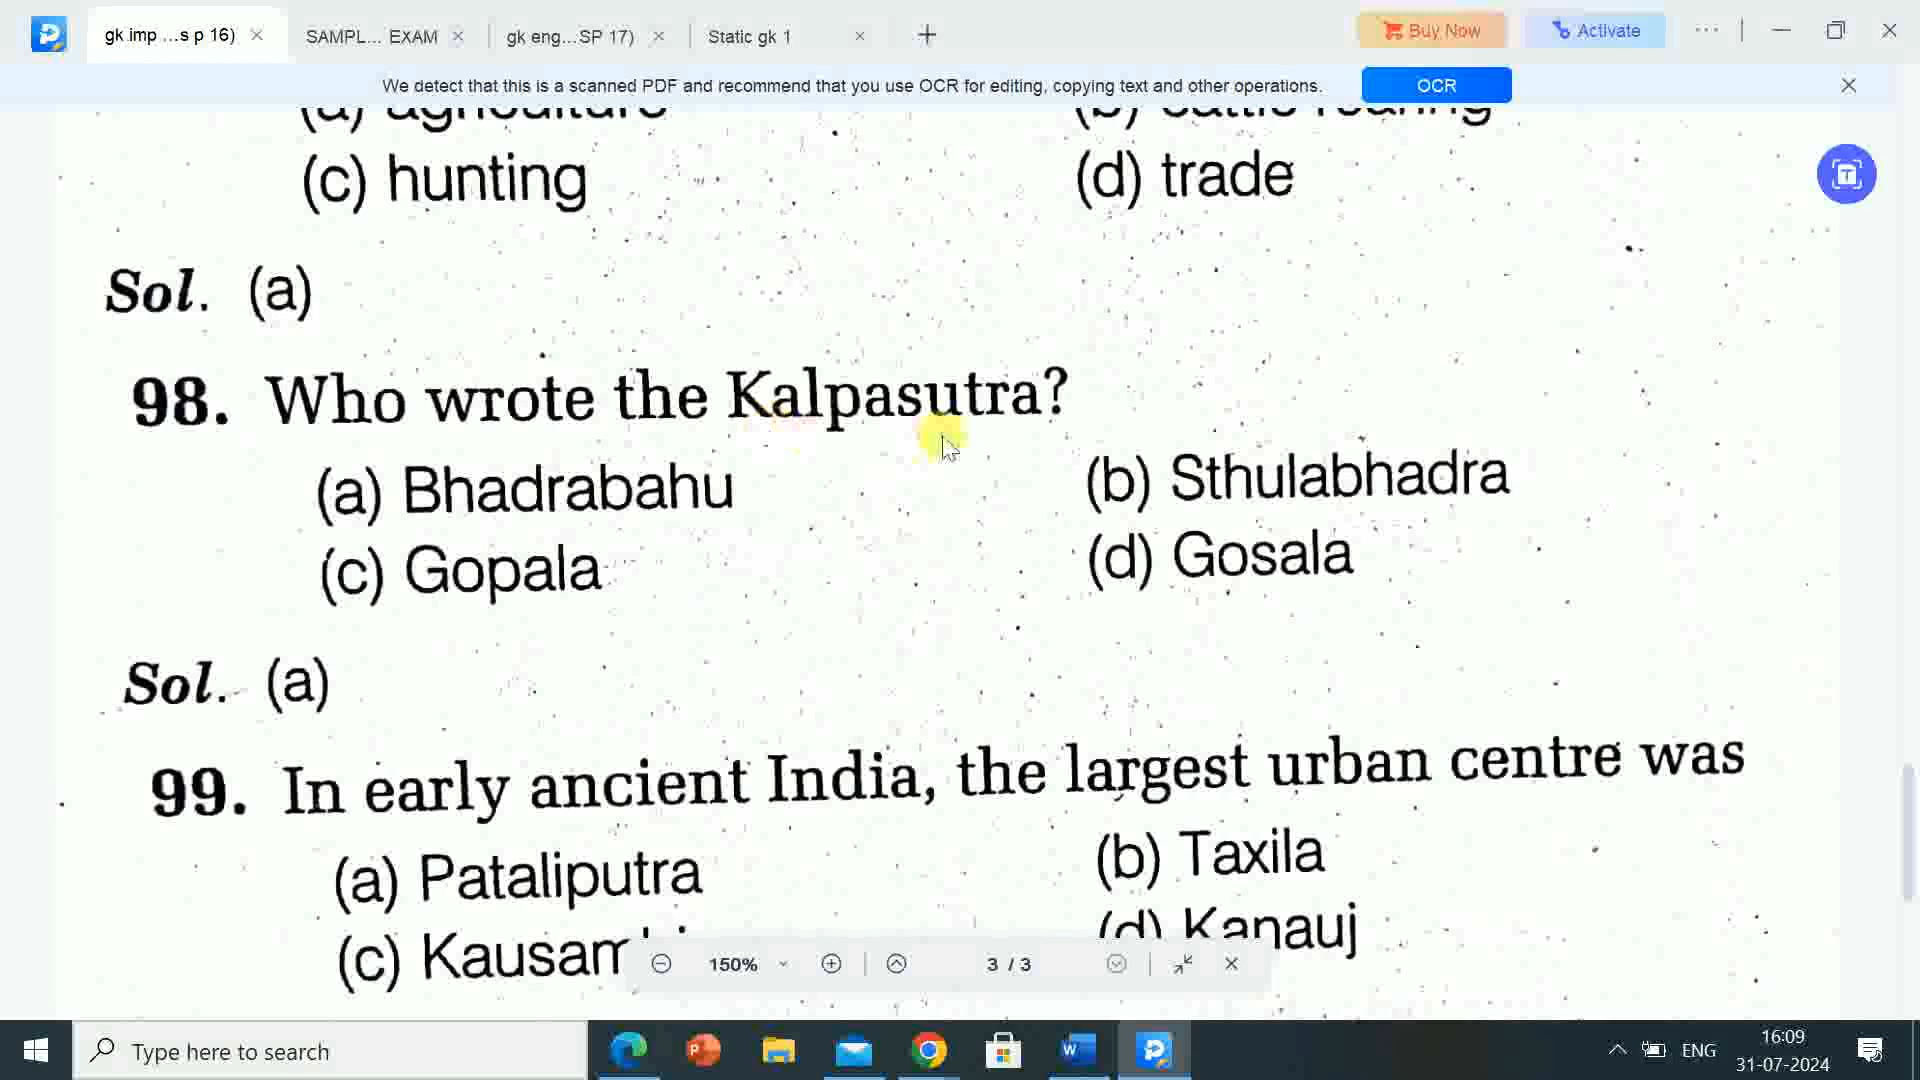 gk imp ...s p 16)
SAMPL... EXAM
gk eng...SP 17)
Static gk 1
Buy Now
Activate
We detect that this is a scanned PDF and recommend that you use OCR for editing, copying text and other operations.
OCR
(a) agriculture (b) cattle rearing
(c) hunting (d) trade
Sol. (a)
98. Who wrote the Kalpasutra?
(a) Bhadrabahu (b) Sthulabhadra
(c) Gopala (d) Gosala
Sol. (a)
99. In early ancient India, the largest urban centre was
(a) Pataliputra (b) Taxila
(c) (d) Kanauj
150% 3 / 3
Type here to search
ENG
16:09
31-07-2024